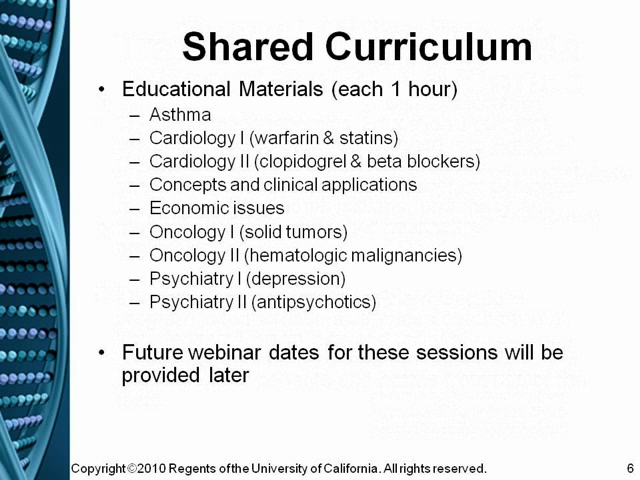 Shared Curriculum
• Educational Materials (each 1 hour)
– Asthma
– Cardiology I (warfarin & statins)
– Cardiology II (clopidogrel & beta blockers)
– Concepts and clinical applications
– Economic issues
– Oncology I (solid tumors)
– Oncology II (hematologic malignancies)
– Psychiatry I (depression)
– Psychiatry II (antipsychotics)
• Future webinar dates for these sessions will be
provided later
Copyright ©2010 Regents of the University of California. All rights reserved.
6